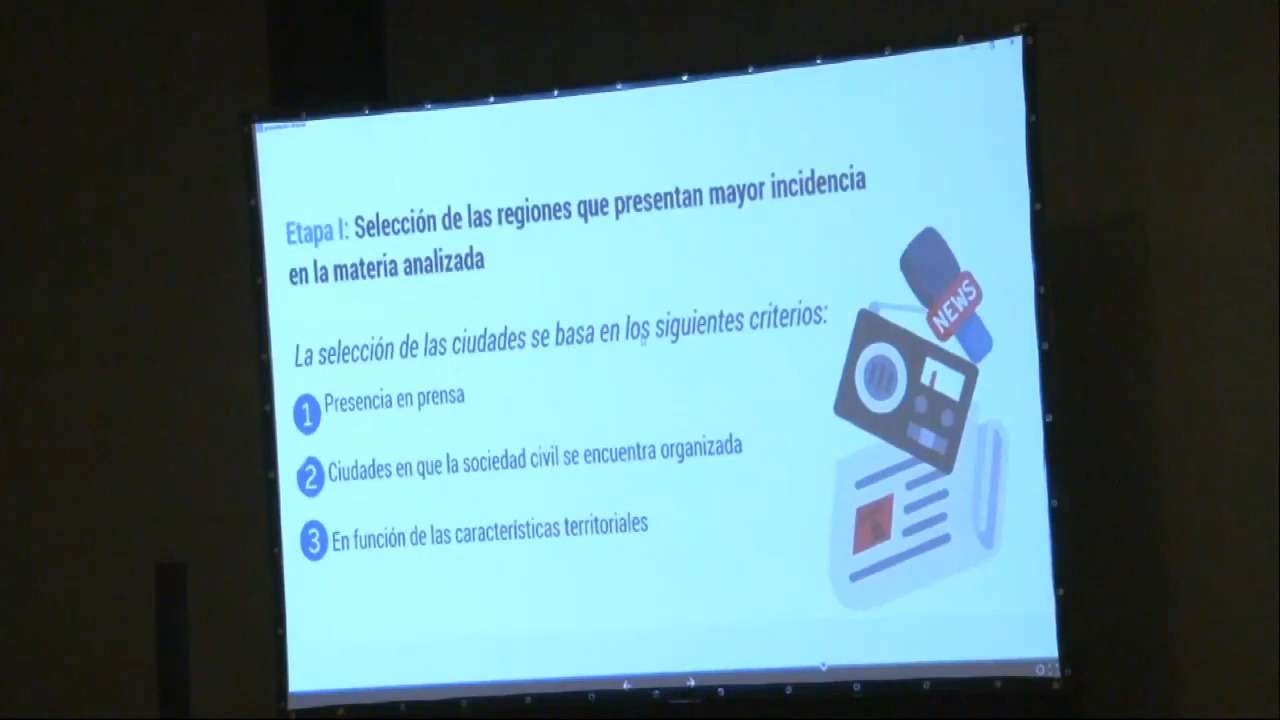 Etapa I: Selección de las regiones que presentan mayor incidencia
en la materia analizada
La selección de las ciudades se basa en los siguientes criterios:
1 Presencia en prensa
2 Ciudades en que la sociedad civil se encuentra organizada
3 En función de las características territoriales
NEWS